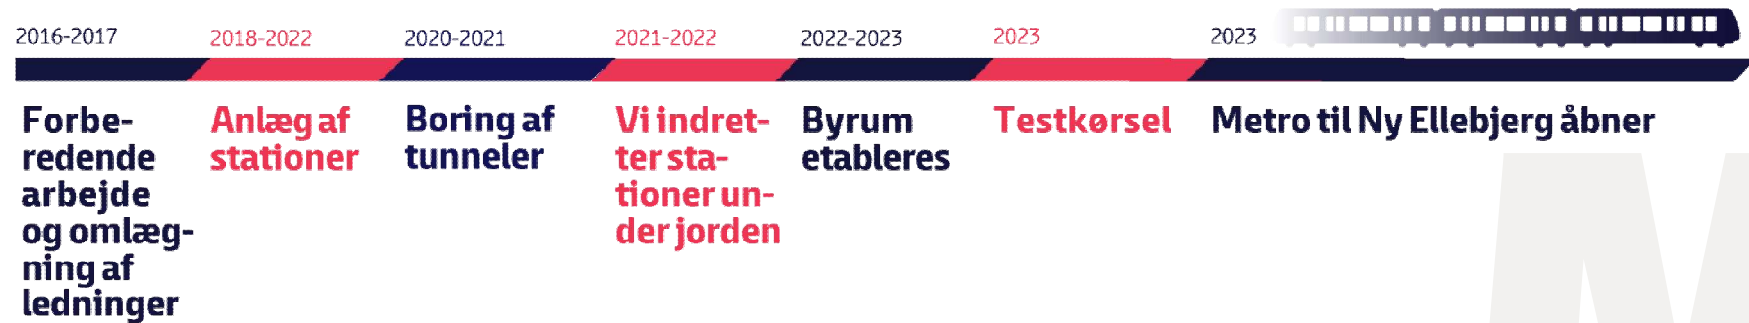 2016-2017
Forbe-
redende
arbejde
og omlæg-
ning af
ledninger
2018-2022
Anlæg af
stationer
2020-2021
Boring af
tunneler
2021-2022
Vi indret-
ter sta-
tioner un-
der jorden
2022-2023
Byrum
etableres
2023
Testkørsel
2023
Metro til Ny Ellebjerg åbner